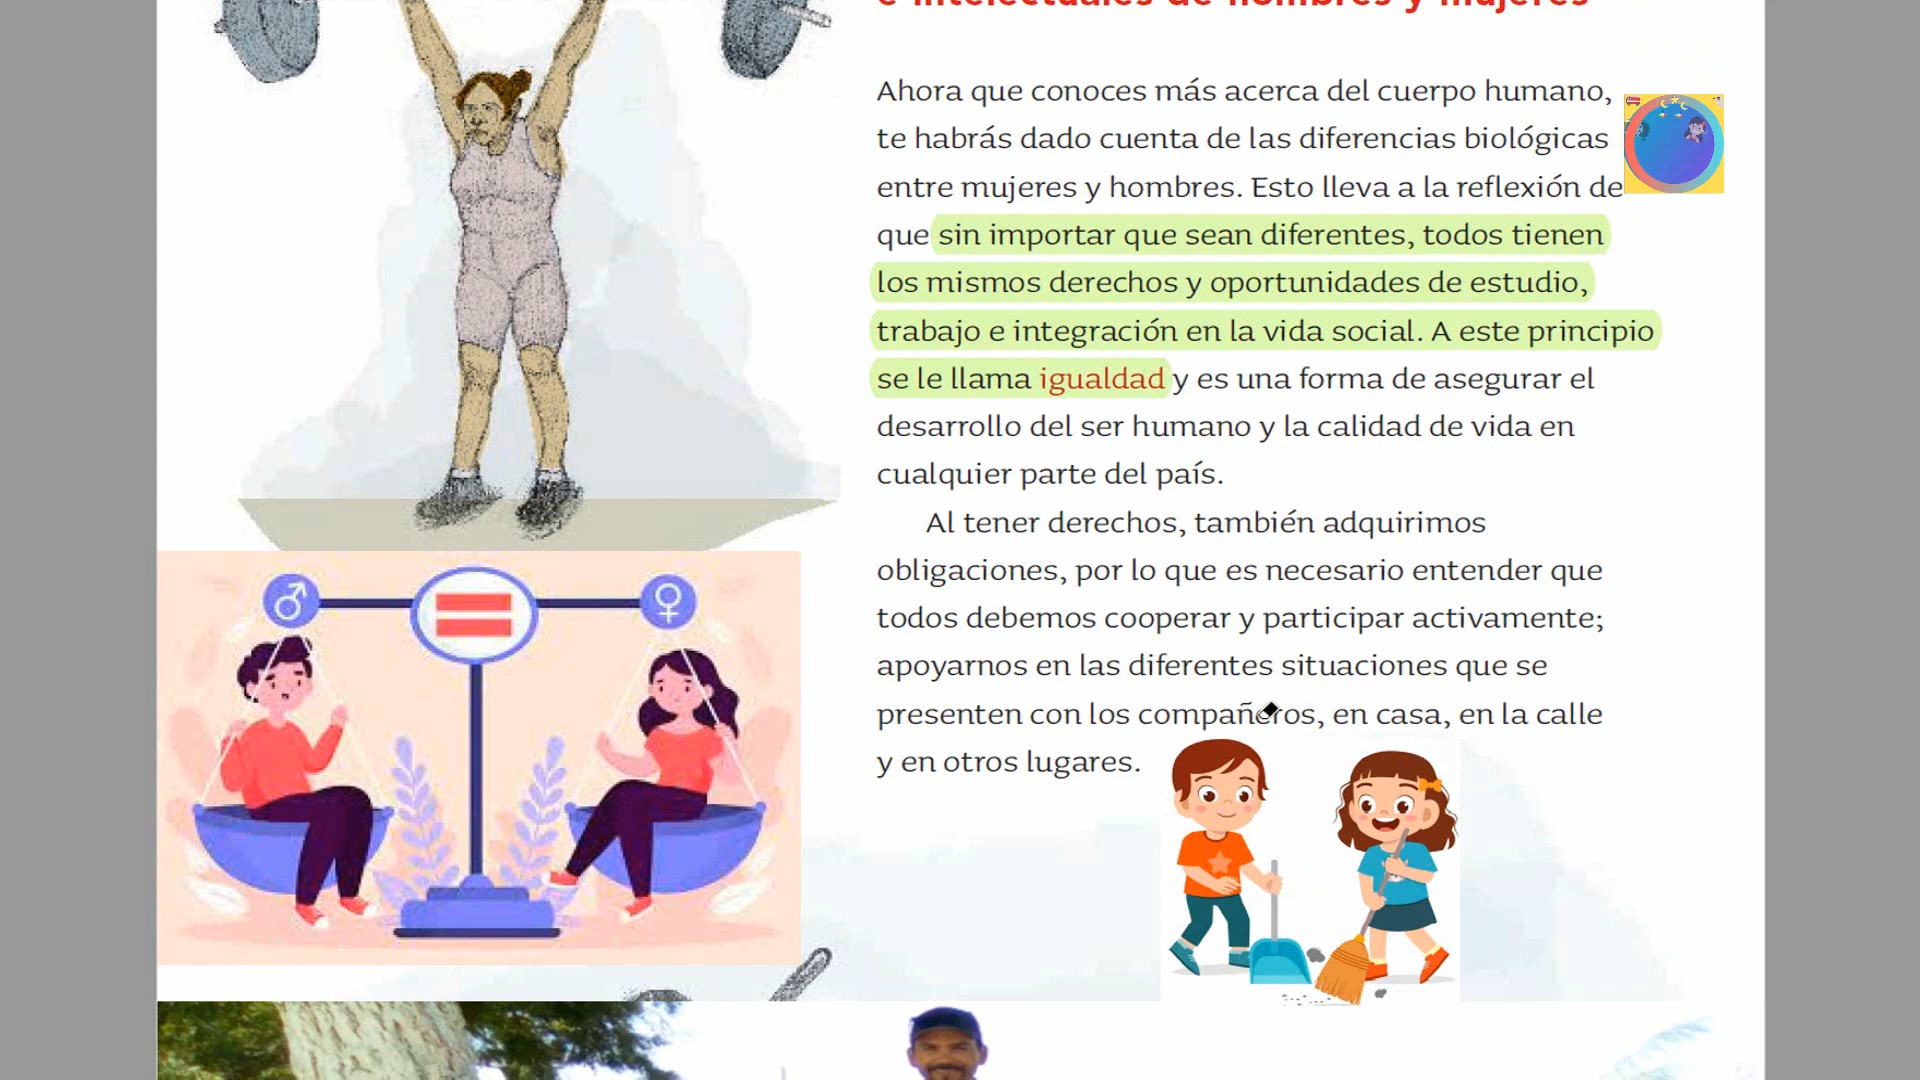 e intelectuales de hombres y mujeres
Ahora que conoces más acerca del cuerpo humano,
te habrás dado cuenta de las diferencias biológicas
entre mujeres y hombres. Esto lleva a la reflexión de
que sin importar que sean diferentes, todos tienen
los mismos derechos y oportunidades de estudio,
trabajo e integración en la vida social. A este principio
se le llama igualdad y es una forma de asegurar el
desarrollo del ser humano y la calidad de vida en
cualquier parte del país.
Al tener derechos, también adquirimos
obligaciones, por lo que es necesario entender que
todos debemos cooperar y participar activamente;
apoyarnos en las diferentes situaciones que se
presenten con los compañeros, en casa, en la calle
y en otros lugares.